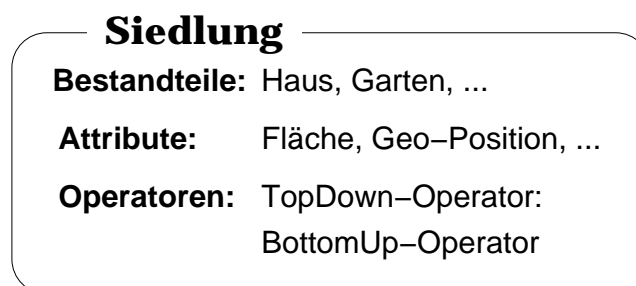 Siedlung
Bestandteile: Haus, Garten, ...
Attribute: Fläche, Geo−Position, ...
Operatoren: TopDown−Operator:
BottomUp−Operator